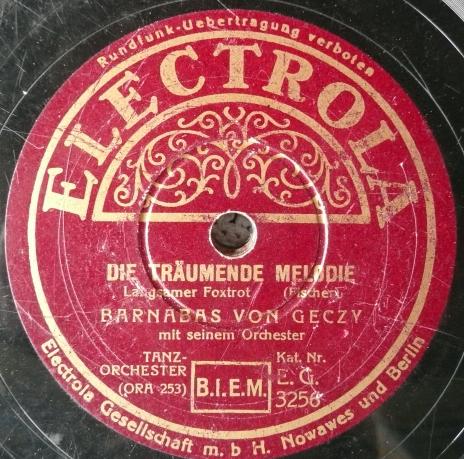 Rundfunk-Uebertragung verboten
ELECTROLA
DIE TRÄUMENDE MELODIE
Langsamer Foxtrot (Fischer)
BARNABAS VON GECZY
mit seinem Orchester
TANZ-
ORCHESTER
(ORA 253)
B.I.E.M.
Kat. Nr.
E. G.
3256
Electrola Gesellschaft m. b H. Nowawes und Berlin